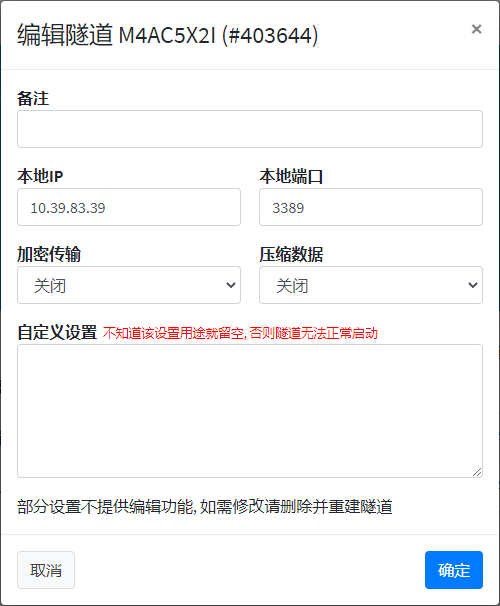 编辑隧道 M4AC5X2I (#403644)
×
备注
本地IP 本地端口
10.39.83.39 3389
加密传输 压缩数据
关闭 关闭
自定义设置 不知道该设置用途就留空, 否则隧道无法正常启动
部分设置不提供编辑功能, 如需修改请删除并重建隧道
取消 确定